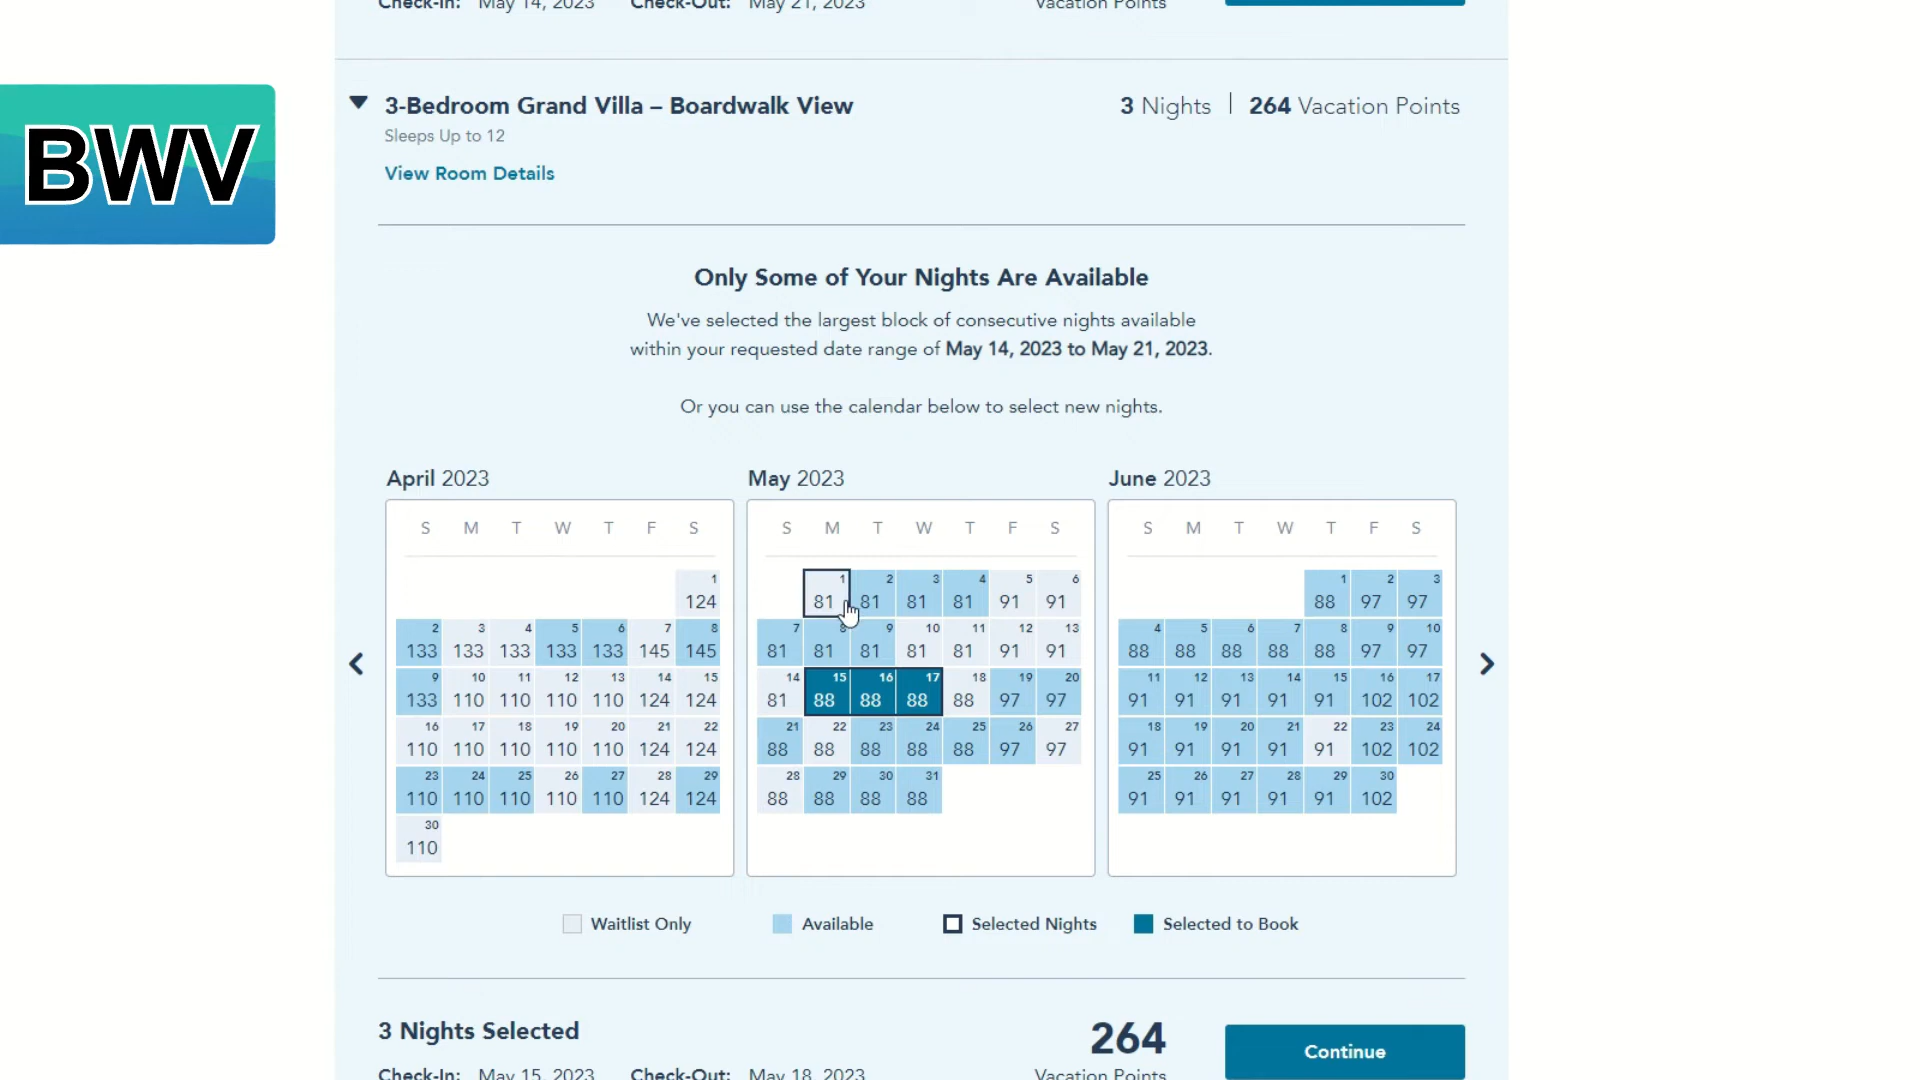 Check-In: May 14, 2023 Check-Out: May 21, 2023 Vacation Points
BWV
3-Bedroom Grand Villa – Boardwalk View 3 Nights | 264 Vacation Points
Sleeps Up to 12
View Room Details
Only Some of Your Nights Are Available
We've selected the largest block of consecutive nights available
within your requested date range of May 14, 2023 to May 21, 2023.
Or you can use the calendar below to select new nights.
April 2023
S M T W T F S
1
124
2 3 4 5 6 7 8
133 133 133 133 133 145 145
9 10 11 12 13 14 15
133 110 110 110 110 124 124
16 17 18 19 20 21 22
110 110 110 110 110 124 124
23 24 25 26 27 28 29
110 110 110 110 110 124 124
30
110
May 2023
S M T W T F S
1 2 3 4 5 6
81 81 81 81 91 91
7 8 9 10 11 12 13
81 81 81 81 81 91 91
14 15 16 17 18 19 20
81 88 88 88 88 97 97
21 22 23 24 25 26 27
88 88 88 88 88 97 97
28 29 30 31
88 88 88 88
June 2023
S M T W T F S
1 2 3
88 97 97
4 5 6 7 8 9 10
88 88 88 88 88 97 97
11 12 13 14 15 16 17
91 91 91 91 91 102 102
18 19 20 21 22 23 24
91 91 91 91 91 102 102
25 26 27 28 29 30
91 91 91 91 91 102
Waitlist Only Available Selected Nights Selected to Book
3 Nights Selected 264 Continue
Check-In: May 15, 2023 Check-Out: May 18, 2023 Vacation Points